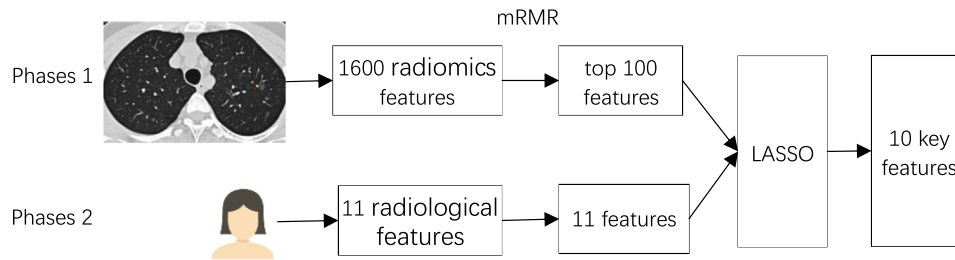 mRMR
Phases 1
1600 radiomics
features
top 100
features
LASSO
10 key
features
Phases 2
11 radiological
features
11 features